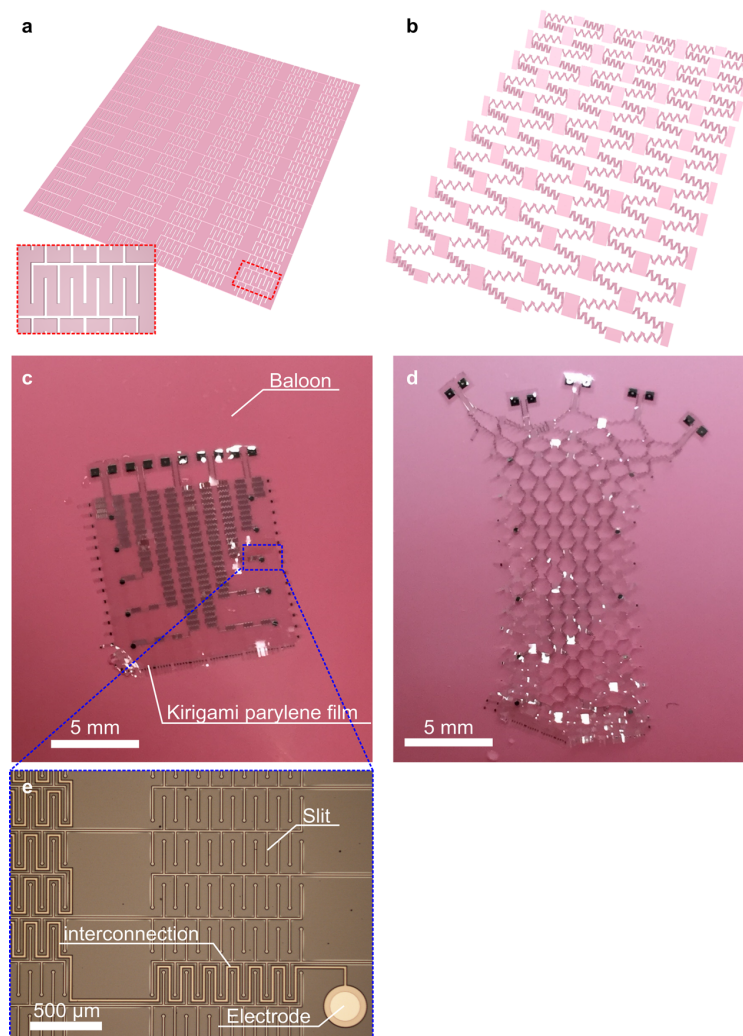 a
b
c
Baloon
d
Kirigami parylene film
5 mm
5 mm
e
Slit
interconnection
500 μm
Electrode